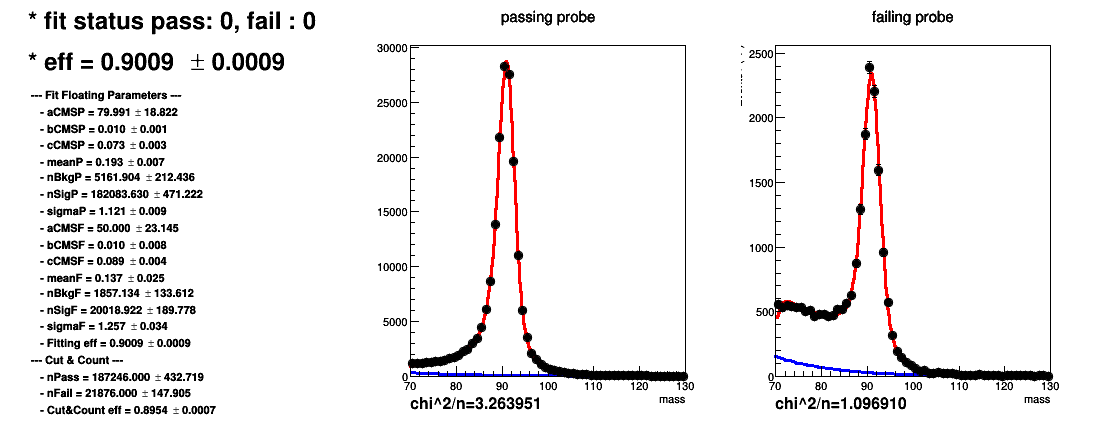 * fit status pass: 0, fail : 0
* eff = 0.9009 ± 0.0009
--- Fit Floating Parameters ---
- aCMSP = 79.991 ± 18.822
- bCMSP = 0.010 ± 0.001
- cCMSP = 0.073 ± 0.003
- meanP = 0.193 ± 0.007
- nBkgP = 5161.904 ± 212.436
- nSigP = 182083.630 ± 471.222
- sigmaP = 1.121 ± 0.009
- aCMSF = 50.000 ± 23.145
- bCMSF = 0.010 ± 0.008
- cCMSF = 0.089 ± 0.004
- meanF = 0.137 ± 0.025
- nBkgF = 1857.134 ± 133.612
- nSigF = 20018.922 ± 189.778
- sigmaF = 1.257 ± 0.034
- Fitting eff = 0.9009 ± 0.0009
--- Cut & Count ---
- nPass = 187246.000 ± 432.719
- nFail = 21876.000 ± 147.905
- Cut&Count eff = 0.8954 ± 0.0007
passing probe
30000
25000
20000
15000
10000
5000
0
70 80 90 100 110 120 130
mass
chi^2/n=3.263951
failing probe
2500
2000
1500
1000
500
0
70 80 90 100 110 120 130
mass
chi^2/n=1.096910